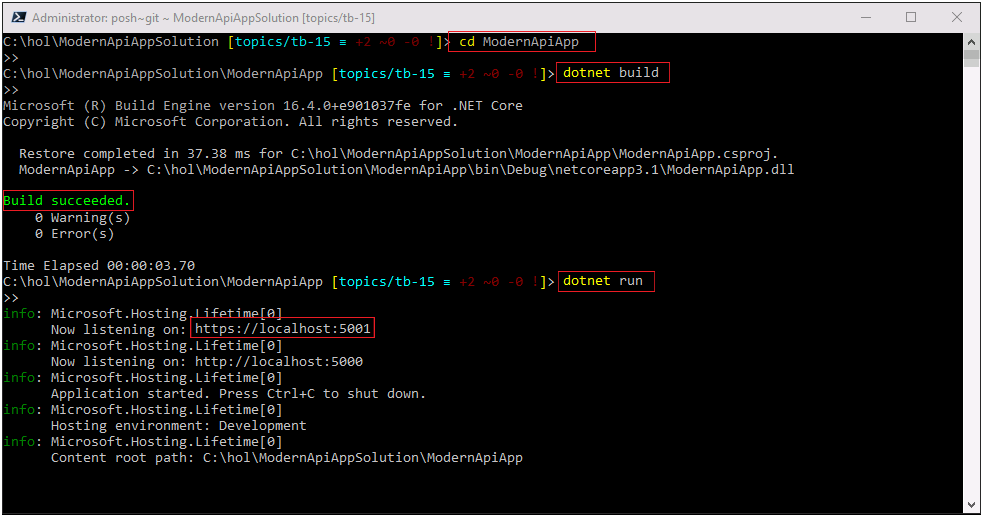 Administrator: posh~git ~ ModernApiAppSolution [topics/tb-15]
C:\hol\ModernApiAppSolution [topics/tb-15 ≡ +2 ~0 -0 !]> cd ModernApiApp
>>
C:\hol\ModernApiAppSolution\ModernApiApp [topics/tb-15 ≡ +2 ~0 -0 !]> dotnet build
>>
Microsoft (R) Build Engine version 16.4.0+e901037fe for .NET Core
Copyright (C) Microsoft Corporation. All rights reserved.
Restore completed in 37.38 ms for C:\hol\ModernApiAppSolution\ModernApiApp\ModernApiApp.csproj.
ModernApiApp -> C:\hol\ModernApiAppSolution\ModernApiApp\bin\Debug\netcoreapp3.1\ModernApiApp.dll
Build succeeded.
0 Warning(s)
0 Error(s)
Time Elapsed 00:00:03.70
C:\hol\ModernApiAppSolution\ModernApiApp [topics/tb-15 ≡ +2 ~0 -0 !]> dotnet run
>>
info: Microsoft.Hosting.Lifetime[0]
Now listening on: https://localhost:5001
info: Microsoft.Hosting.Lifetime[0]
Now listening on: http://localhost:5000
info: Microsoft.Hosting.Lifetime[0]
Application started. Press Ctrl+C to shut down.
info: Microsoft.Hosting.Lifetime[0]
Hosting environment: Development
info: Microsoft.Hosting.Lifetime[0]
Content root path: C:\hol\ModernApiAppSolution\ModernApiApp